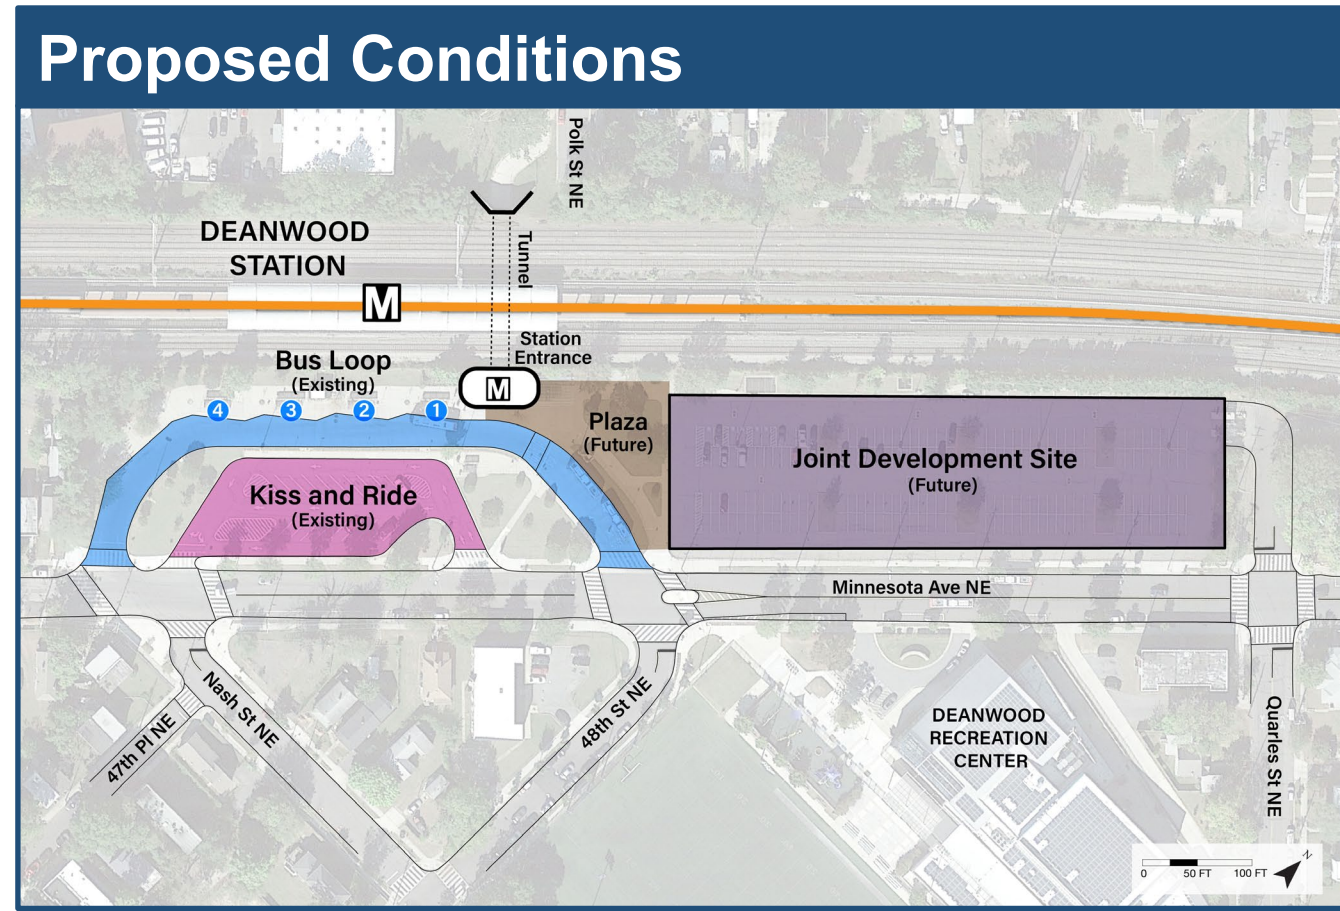 Proposed Conditions
Polk St NE
DEANWOOD
STATION
Tunnel
M
Station
Entrance
Bus Loop
(Existing)
M
4
3
2
1
Plaza
(Future)
Joint Development Site
(Future)
Kiss and Ride
(Existing)
Minnesota Ave NE
Nash St NE
47th Pl NE
48th St NE
DEANWOOD
RECREATION
CENTER
Quarles St NE
N
0 50 FT 100 FT